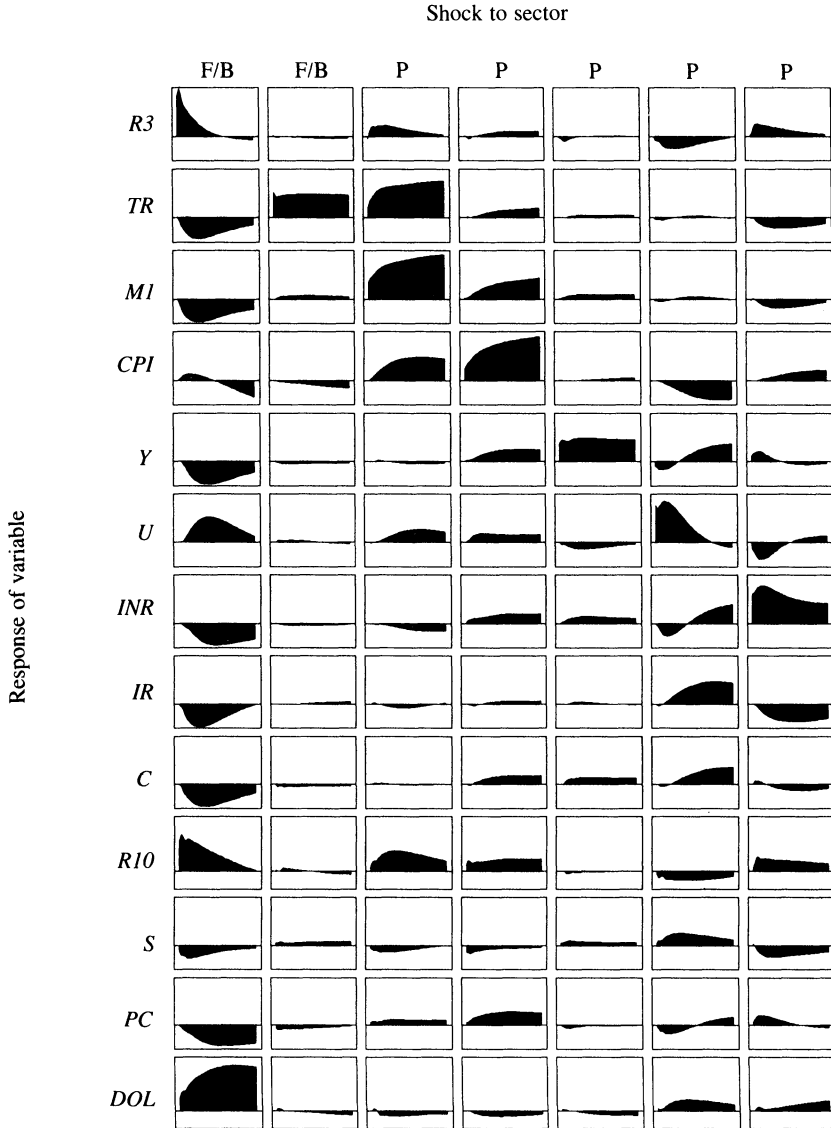 Shock to sector
F/B F/B P P P P P
R3
TR
M1
CPI
Y
U
INR
IR
C
R10
S
PC
DOL
Response of variable